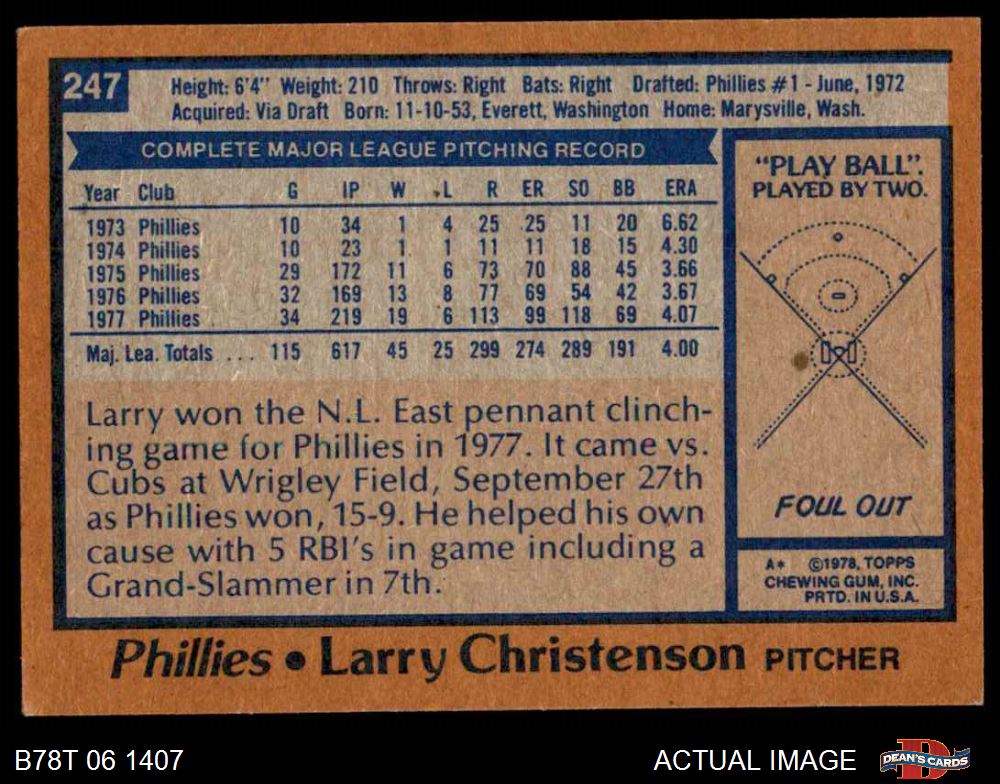 247
Height: 6'4" Weight: 210 Throws: Right Bats: Right Drafted: Phillies #1 - June, 1972
Acquired: Via Draft Born: 11-10-53, Everett, Washington Home: Marysville, Wash.
COMPLETE MAJOR LEAGUE PITCHING RECORD
Year Club G IP W L R ER SO BB ERA
1973 Phillies 10 34 1 4 25 25 11 20 6.62
1974 Phillies 10 23 1 1 11 11 18 15 4.30
1975 Phillies 29 172 11 6 73 70 88 45 3.66
1976 Phillies 32 169 13 8 77 69 54 42 3.67
1977 Phillies 34 219 19 6 113 99 118 69 4.07
Maj. Lea. Totals ... 115 617 45 25 299 274 289 191 4.00
Larry won the N.L. East pennant clinch-
ing game for Phillies in 1977. It came vs.
Cubs at Wrigley Field, September 27th
as Phillies won, 15-9. He helped his own
cause with 5 RBI's in game including a
Grand-Slammer in 7th.
"PLAY BALL".
PLAYED BY TWO.
FOUL OUT
A* ©1978, TOPPS
CHEWING GUM, INC.
PRTD. IN U.S.A.
Phillies • Larry Christenson PITCHER
B78T 06 1407
ACTUAL IMAGE
D
DEAN'S CARDS